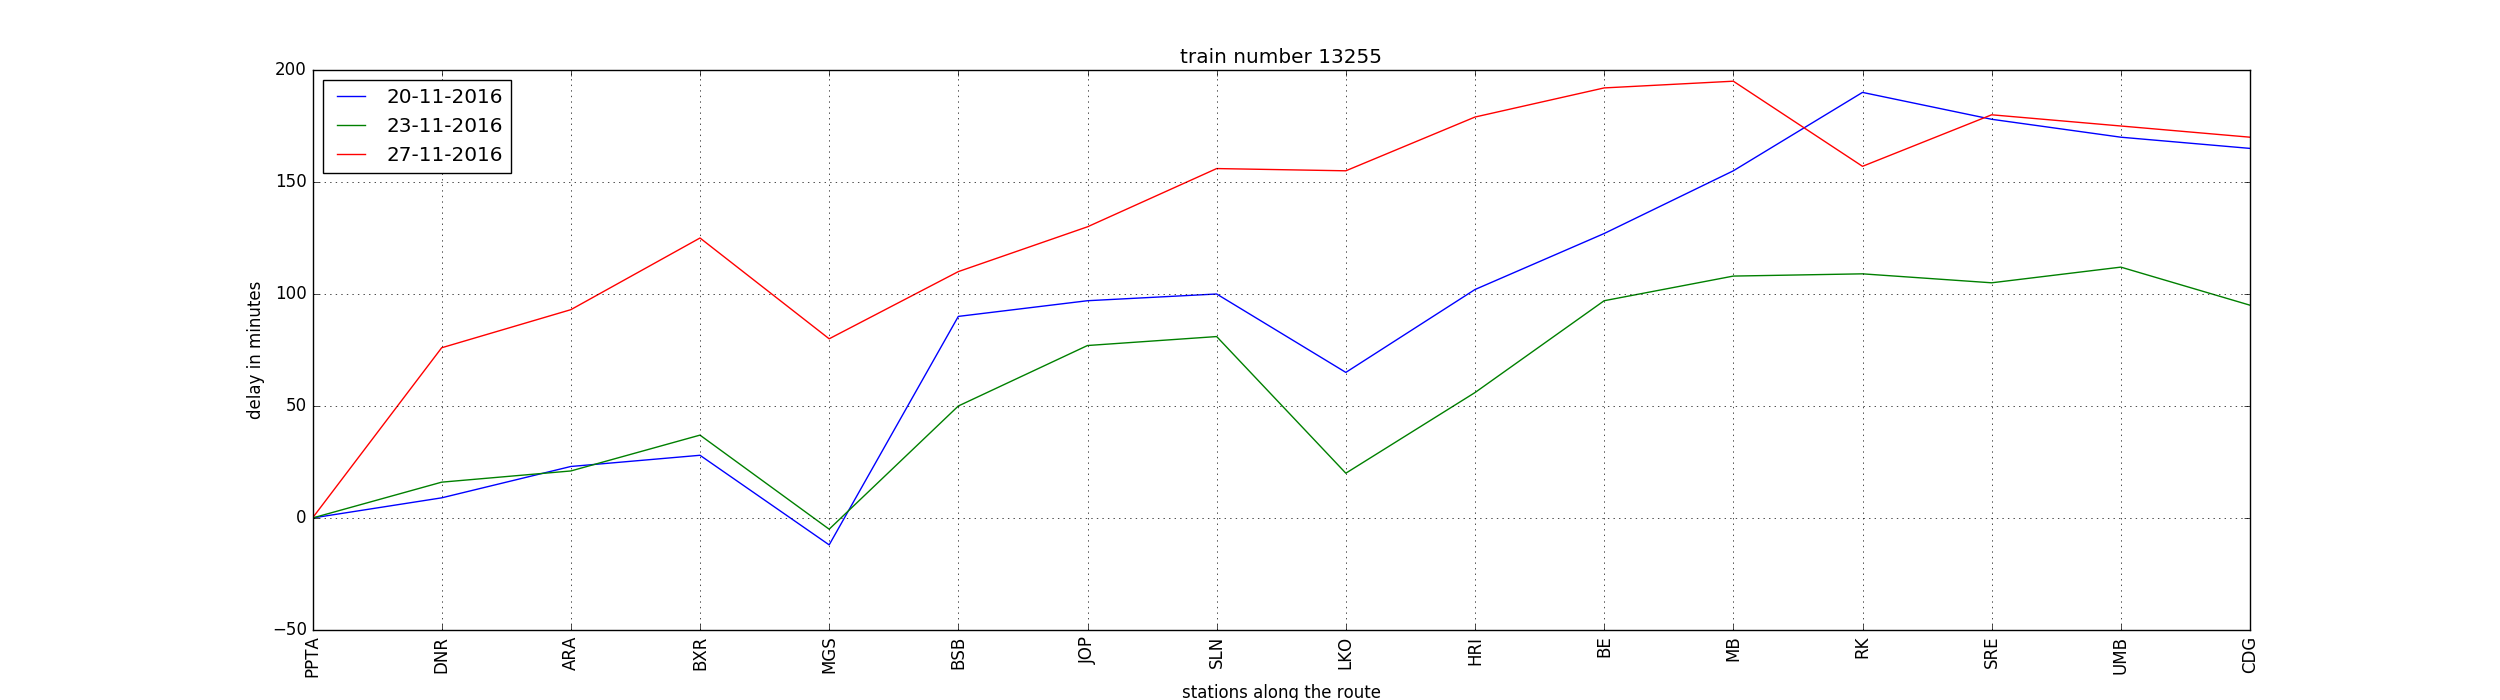 train number 13255
20-11-2016
23-11-2016
27-11-2016
200
150
100
50
0
−50
delay in minutes
PPTA
DNR
ARA
BXR
MGS
BSB
JOP
SLN
LKO
HRI
BE
MB
RK
SRE
UMB
CDG
stations along the route